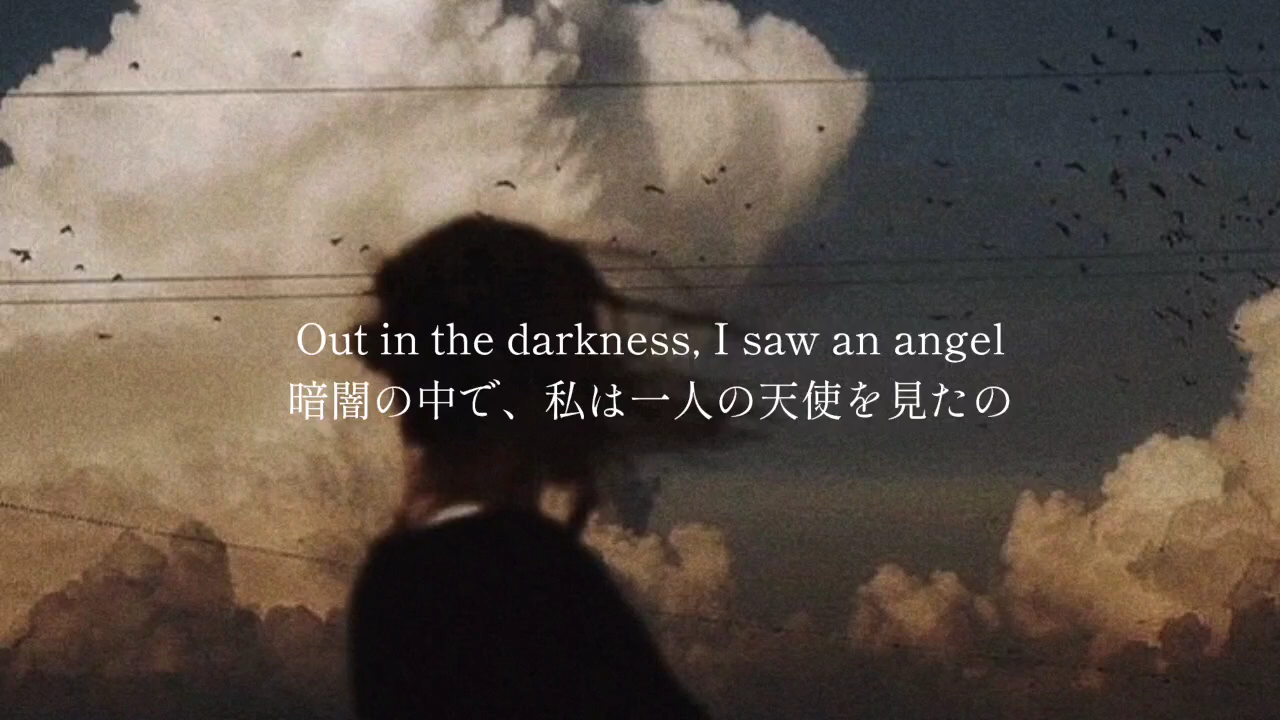 Out in the darkness, I saw an angel
暗闇の中で、私は一人の天使を見たの